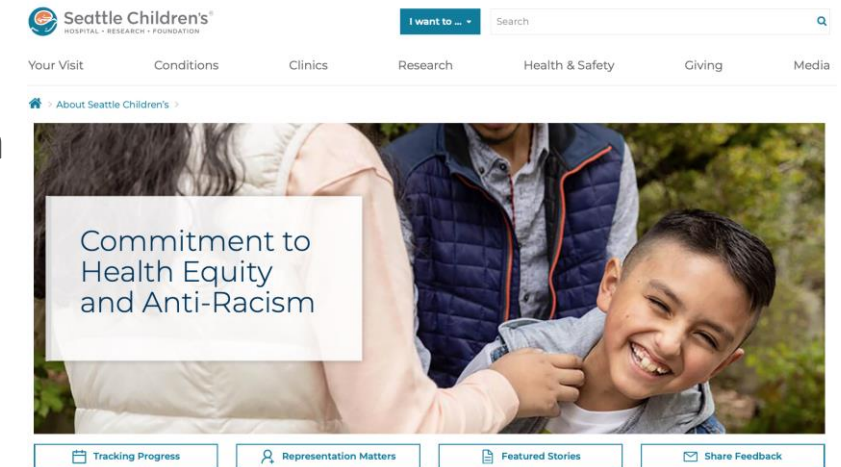 Seattle Children's®
HOSPITAL • RESEARCH • FOUNDATION
I want to ...
Search
Your Visit Conditions Clinics Research Health & Safety Giving Media
> About Seattle Children's >
Commitment to
Health Equity
and Anti-Racism
Tracking Progress Representation Matters Featured Stories Share Feedback